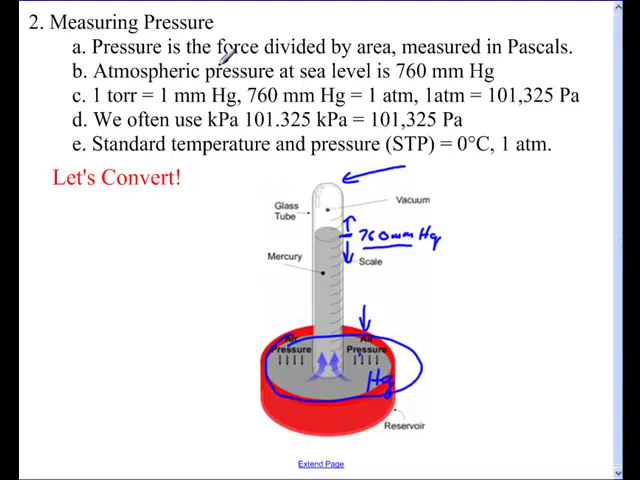 2. Measuring Pressure
a. Pressure is the force divided by area, measured in Pascals.
b. Atmospheric pressure at sea level is 760 mm Hg
c. 1 torr = 1 mm Hg, 760 mm Hg = 1 atm, 1atm = 101,325 Pa
d. We often use kPa 101.325 kPa = 101,325 Pa
e. Standard temperature and pressure (STP) = 0°C, 1 atm.
Let's Convert!
Vacuum
Glass
Tube
760mm Hg
Mercury
Scale
Air
Pressure
Air
Pressure
Hg
Reservoir
Extend Page